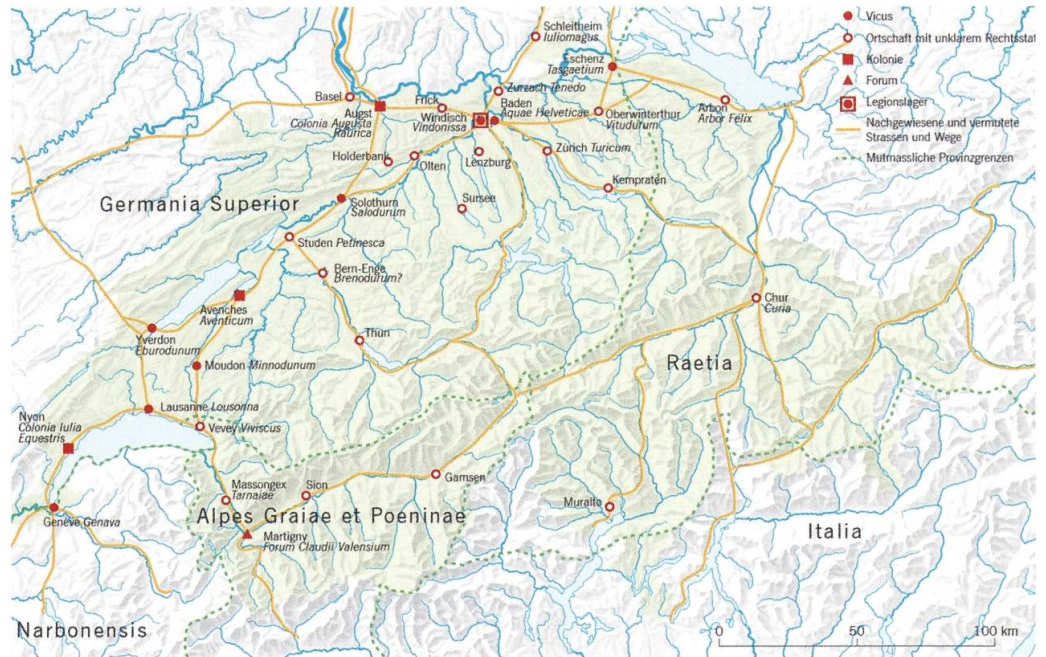 Schleitheim
Iuliomagus
Vicus
Ortschaft mit unklarem Rechtsstat
Kolonie
Forum
Legionslager
Nachgewiesene und vermutete
Strassen und Wege
Mutmassliche Provinzgrenzen
Eschenz
Tasgaetium
Zurzach Tenedo
Basel
Frick
Baden
Aquae Helveticae
Augst
Colonia Augusta
Raurica
Windisch
Vindonissa
Oberwinterthur
Vitudurum
Arbon
Arbor Felix
Holderbank
Olten
Lenzburg
Zürich Turicum
Kempraten
Sursee
Germania Superior
Solothurn
Salodurum
Studen Petinesca
Bern-Enge
Brenodurum?
Avenches
Aventicum
Chur
Curia
Yverdon
Eburodunum
Thun
Moudon Minnodunum
Raetia
Lausanne Lousonna
Nyon
Colonia Iulia
Equestris
Vevey Viviscus
Massongex
Tarnaiae
Sion
Gamsen
Muralto
Genève Genava
Alpes Graiae et Poeninae
Martigny
Forum Claudii Valensium
Italia
Narbonensis
0 50 100 km